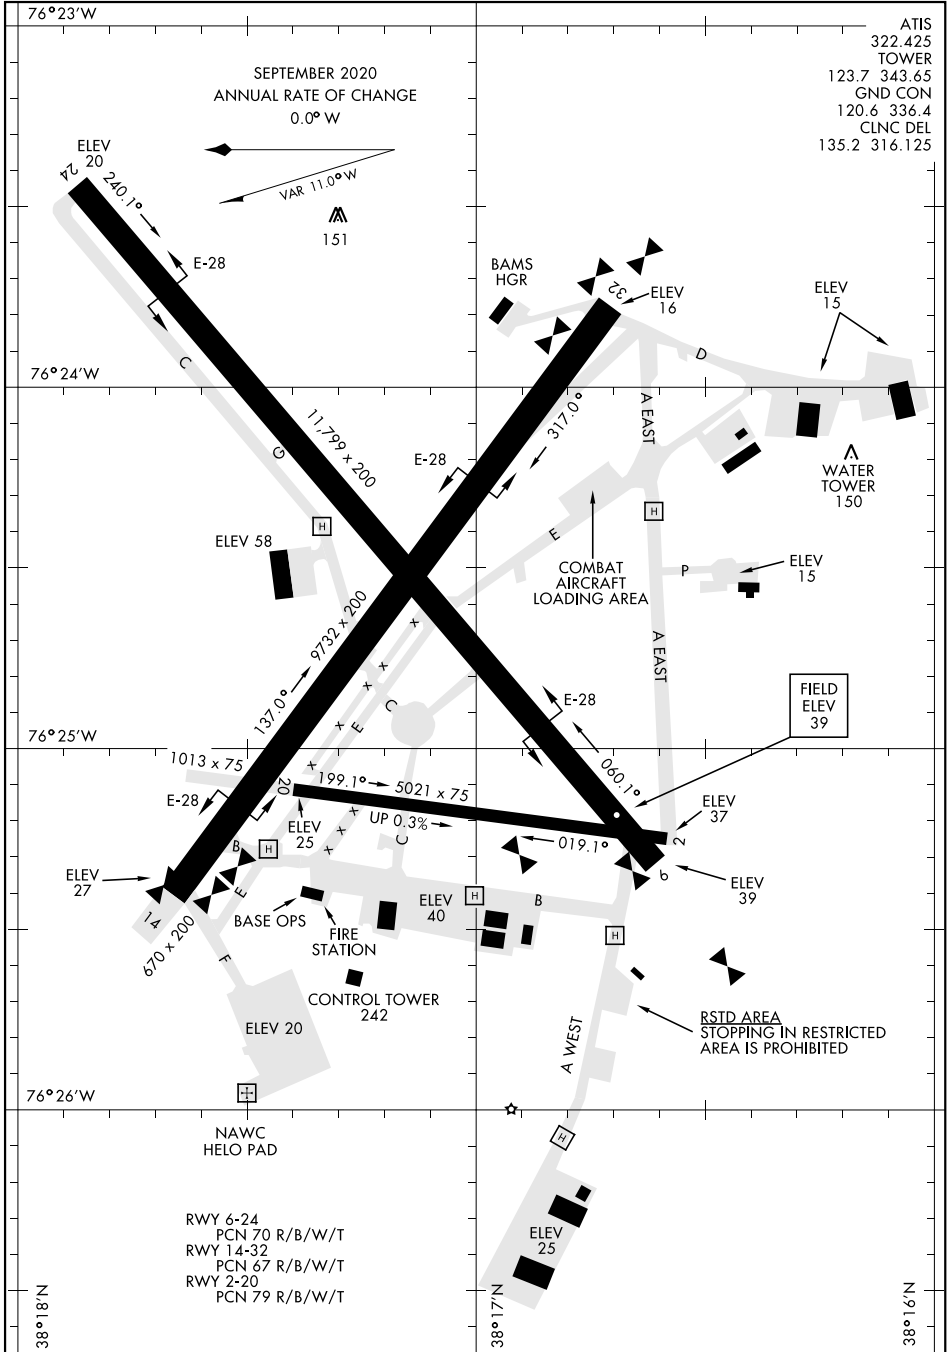 76°23'W
ATIS
322.425
TOWER
123.7 343.65
GND CON
120.6 336.4
CLNC DEL
135.2 316.125
SEPTEMBER 2020
ANNUAL RATE OF CHANGE
0.0° W
VAR 11.0° W
151
ELEV
20
24
240.1°
E-28
BAMS
HGR
32
ELEV
16
ELEV
15
C
D
76°24'W
11,799 x 200
317.0°
A EAST
G
E-28
WATER
TOWER
150
H
H
ELEV 58
E
COMBAT
AIRCRAFT
LOADING AREA
P
ELEV
15
9732 x 200
x
x
x
x
x
x
x
x
C
E
A EAST
137.0°
E-28
FIELD
ELEV
39
76°25'W
1013 x 75
20
199.1°
5021 x 75
060.1°
E-28
UP 0.3%
ELEV
25
C
ELEV
37
2
019.1°
B
H
6
ELEV
27
E
ELEV
39
14
670 x 200
BASE OPS
FIRE
STATION
ELEV
40
H
B
H
F
CONTROL TOWER
242
ELEV 20
A WEST
RSTD AREA
STOPPING IN RESTRICTED
AREA IS PROHIBITED
76°26'W
NAWC
HELO PAD
H
RWY 6-24
PCN 70 R/B/W/T
RWY 14-32
PCN 67 R/B/W/T
RWY 2-20
PCN 79 R/B/W/T
ELEV
25
38°18'N
38°17'N
38°16'N